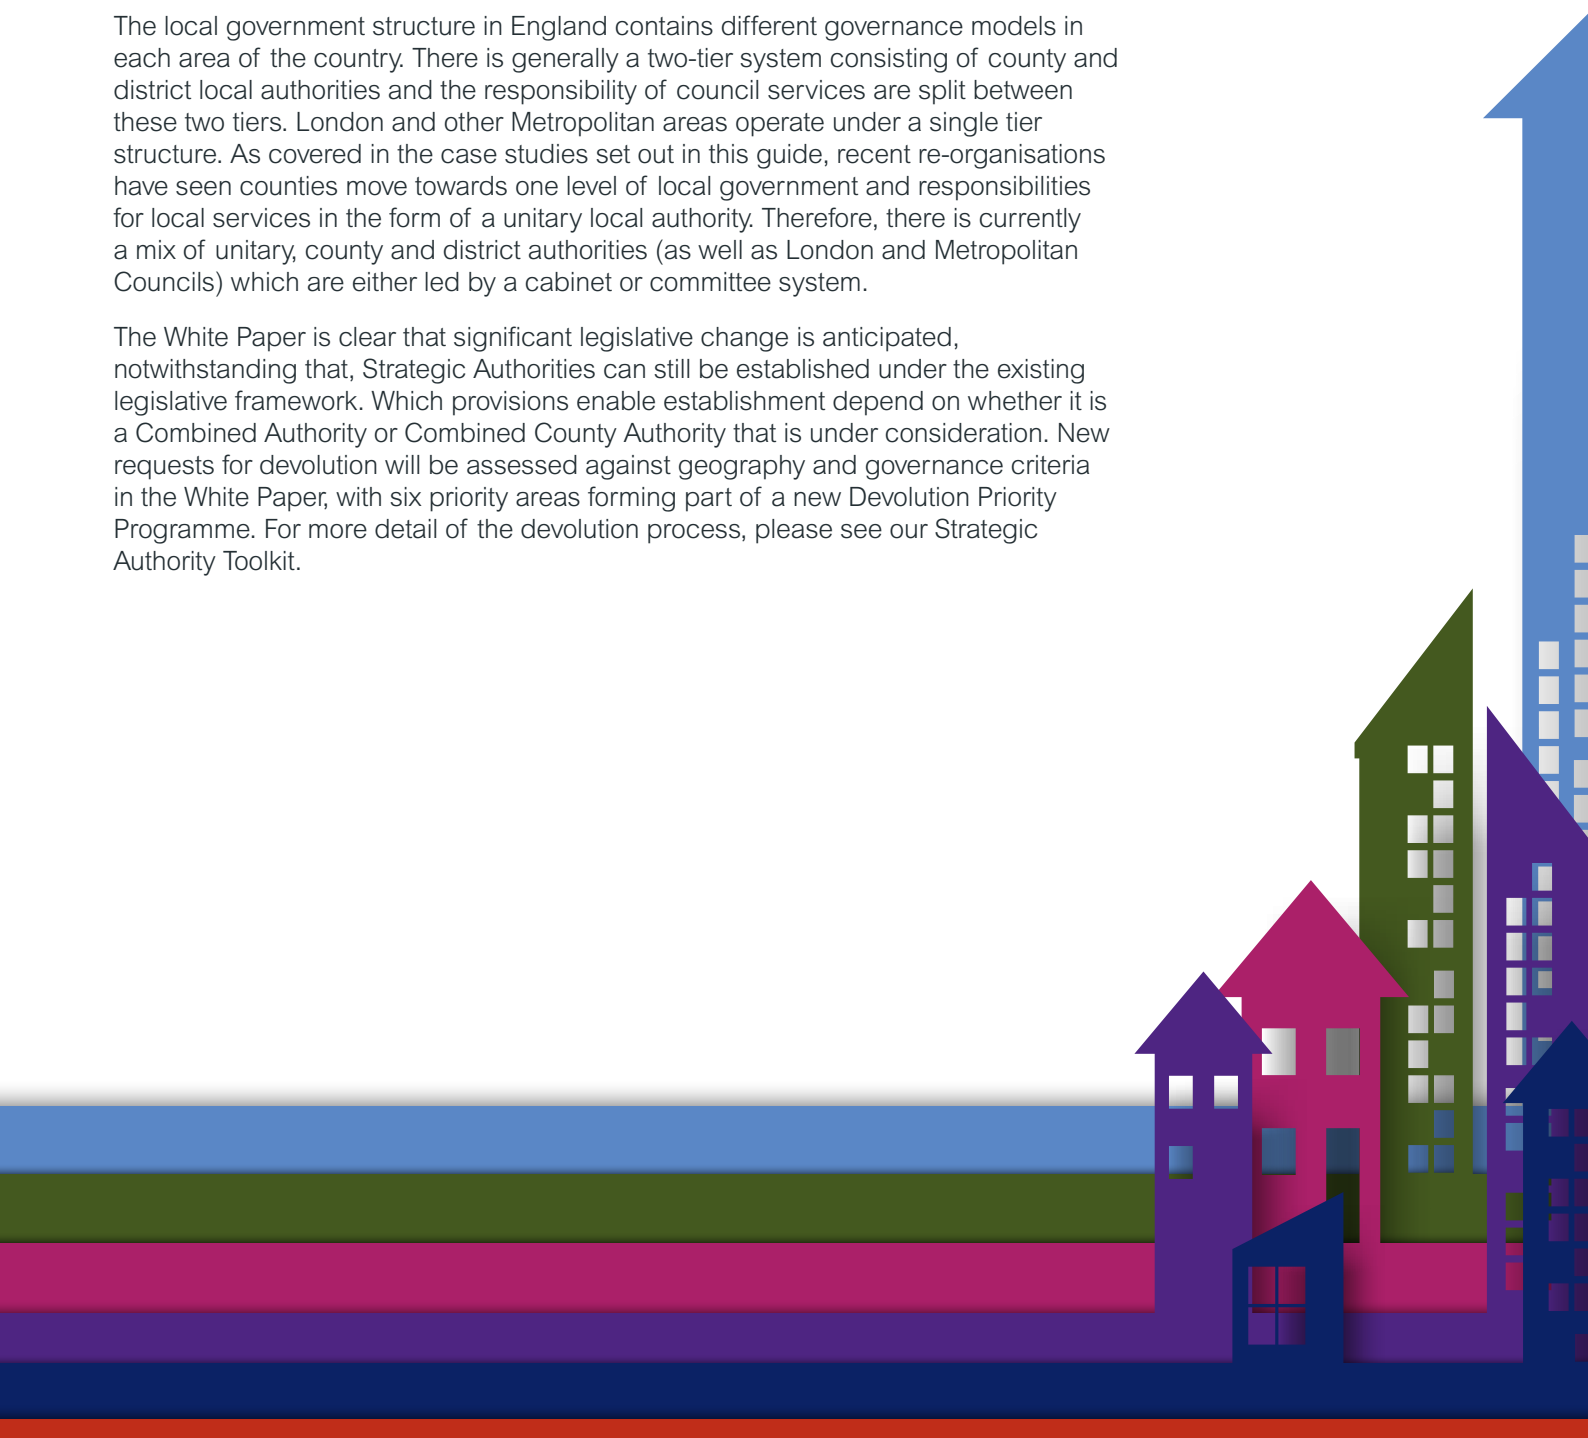 The local government structure in England contains different governance models in
each area of the country. There is generally a two-tier system consisting of county and
district local authorities and the responsibility of council services are split between
these two tiers. London and other Metropolitan areas operate under a single tier
structure. As covered in the case studies set out in this guide, recent re-organisations
have seen counties move towards one level of local government and responsibilities
for local services in the form of a unitary local authority. Therefore, there is currently
a mix of unitary, county and district authorities (as well as London and Metropolitan
Councils) which are either led by a cabinet or committee system.
The White Paper is clear that significant legislative change is anticipated,
notwithstanding that, Strategic Authorities can still be established under the existing
legislative framework. Which provisions enable establishment depend on whether it is
a Combined Authority or Combined County Authority that is under consideration. New
requests for devolution will be assessed against geography and governance criteria
in the White Paper, with six priority areas forming part of a new Devolution Priority
Programme. For more detail of the devolution process, please see our Strategic
Authority Toolkit.